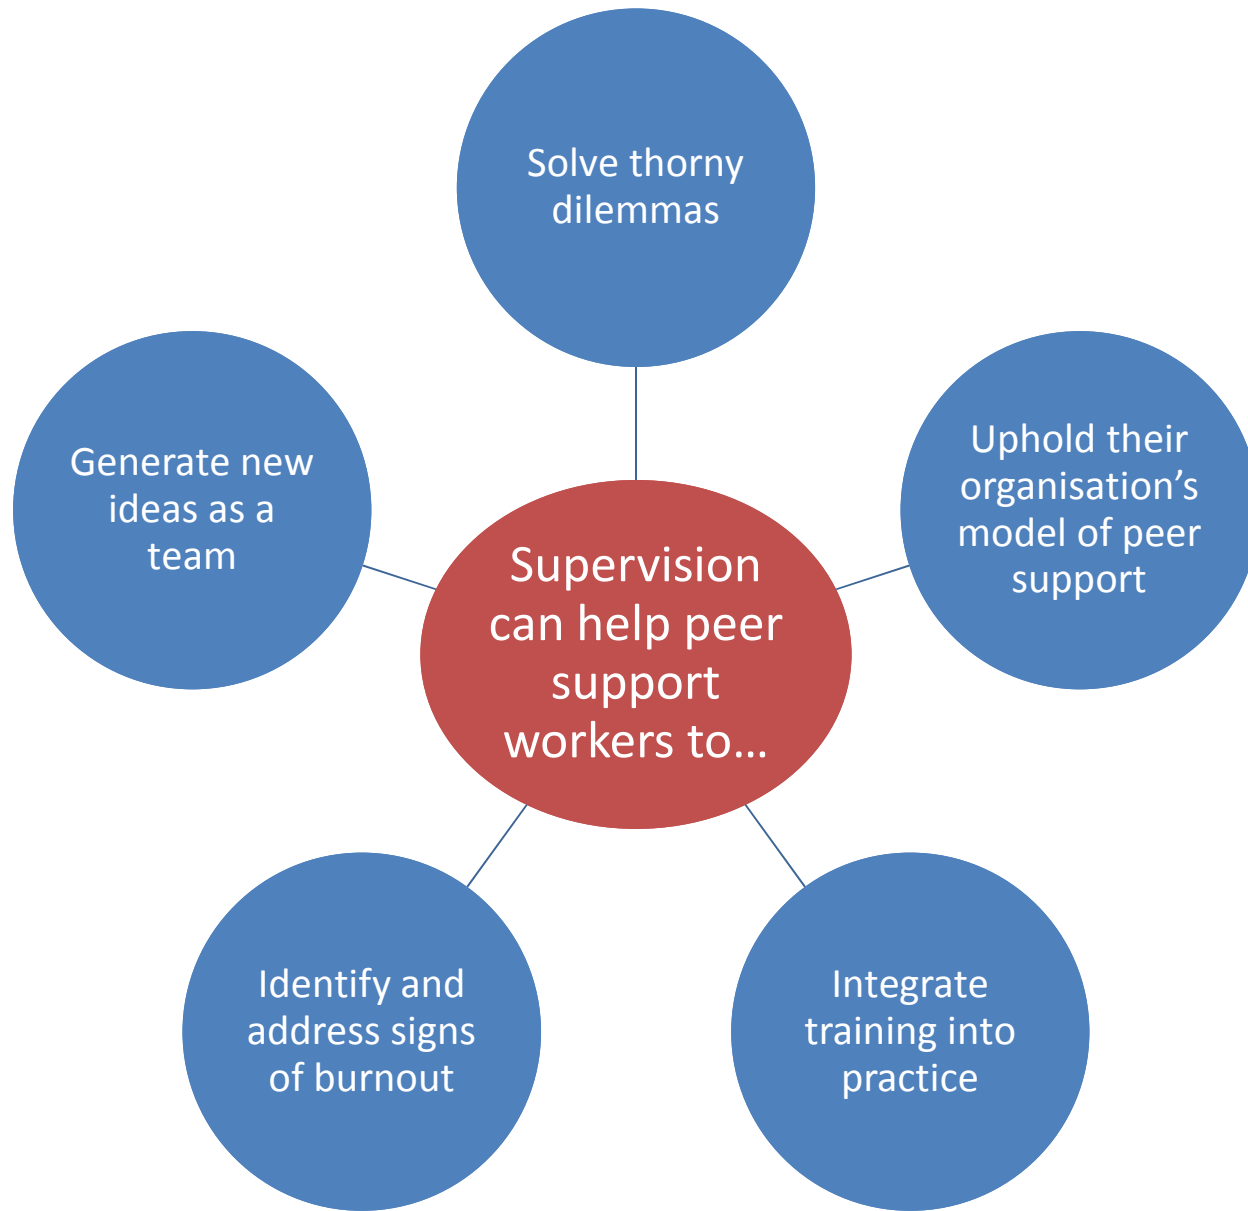 Solve thorny
dilemmas
Generate new
ideas as a
team
Uphold their
organisation’s
model of peer
support
Supervision
can help peer
support
workers to…
Identify and
address signs
of burnout
Integrate
training into
practice